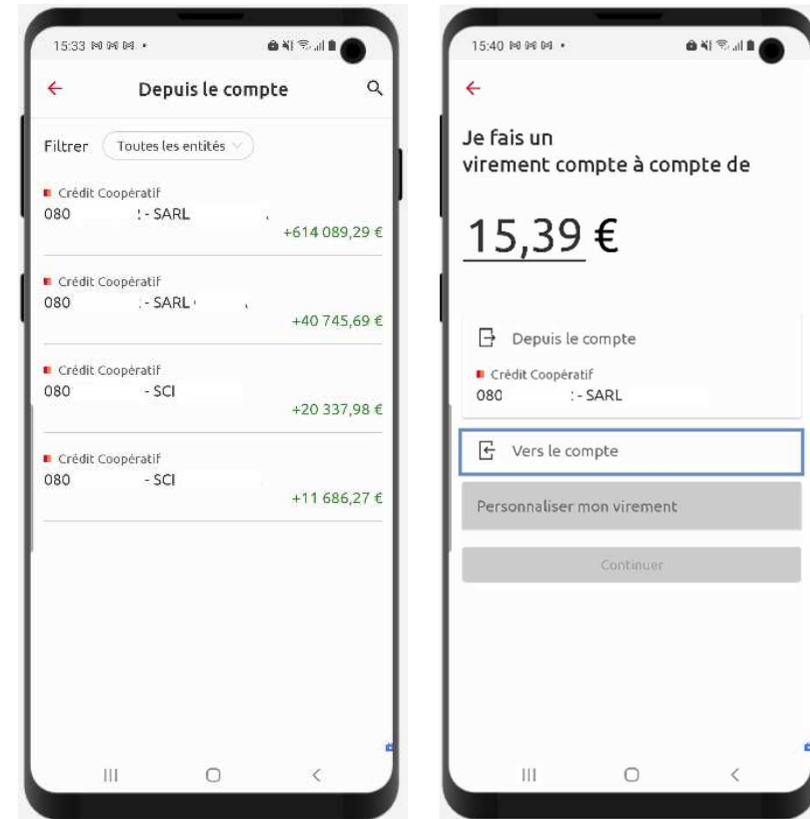 15:33
Depuis le compte
Filtrer Toutes les entités
Crédit Coopératif
080 - SARL
+614 089,29 €
Crédit Coopératif
080 - SARL
+40 745,69 €
Crédit Coopératif
080 - SCI
+20 337,98 €
Crédit Coopératif
080 - SCI
+11 686,27 €
15:40
Je fais un
virement compte à compte de
15,39 €
Depuis le compte
Crédit Coopératif
080 - SARL
Vers le compte
Personnaliser mon virement
Continuer